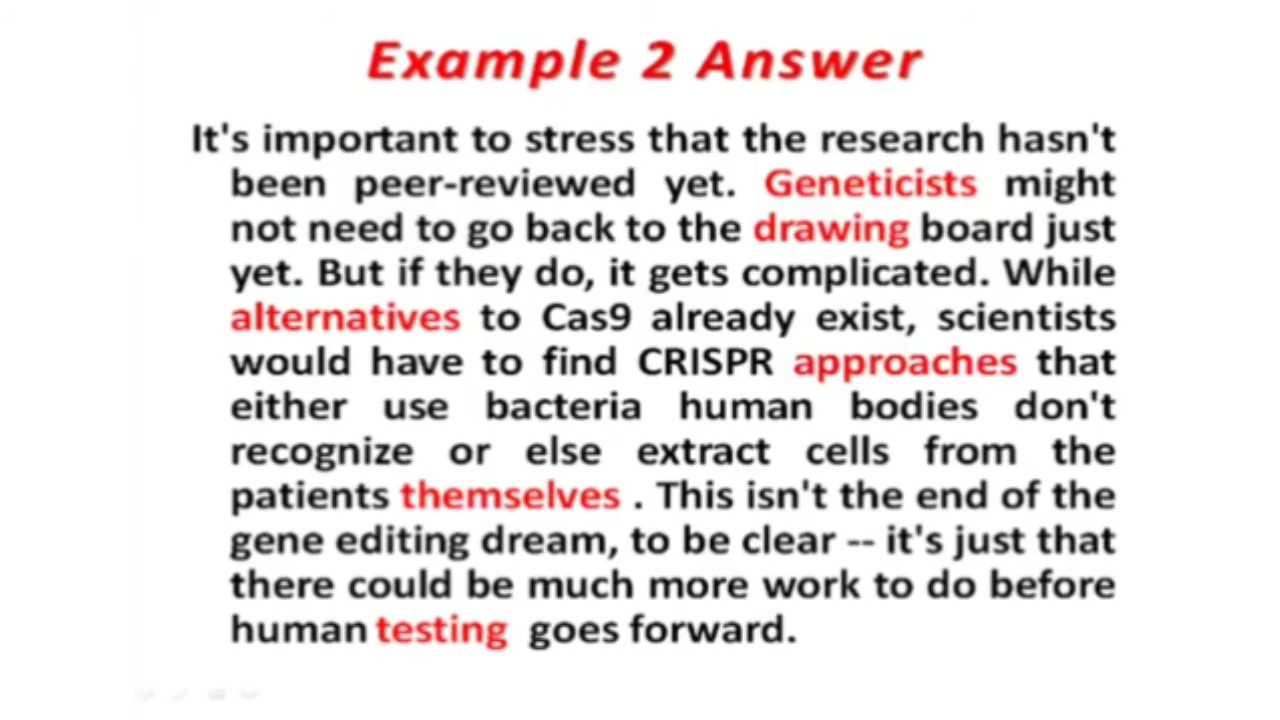 Example 2 Answer
It's important to stress that the research hasn't
been peer-reviewed yet. Geneticists might
not need to go back to the drawing board just
yet. But if they do, it gets complicated. While
alternatives to Cas9 already exist, scientists
would have to find CRISPR approaches that
either use bacteria human bodies don't
recognize or else extract cells from the
patients themselves . This isn't the end of the
gene editing dream, to be clear -- it's just that
there could be much more work to do before
human testing goes forward.